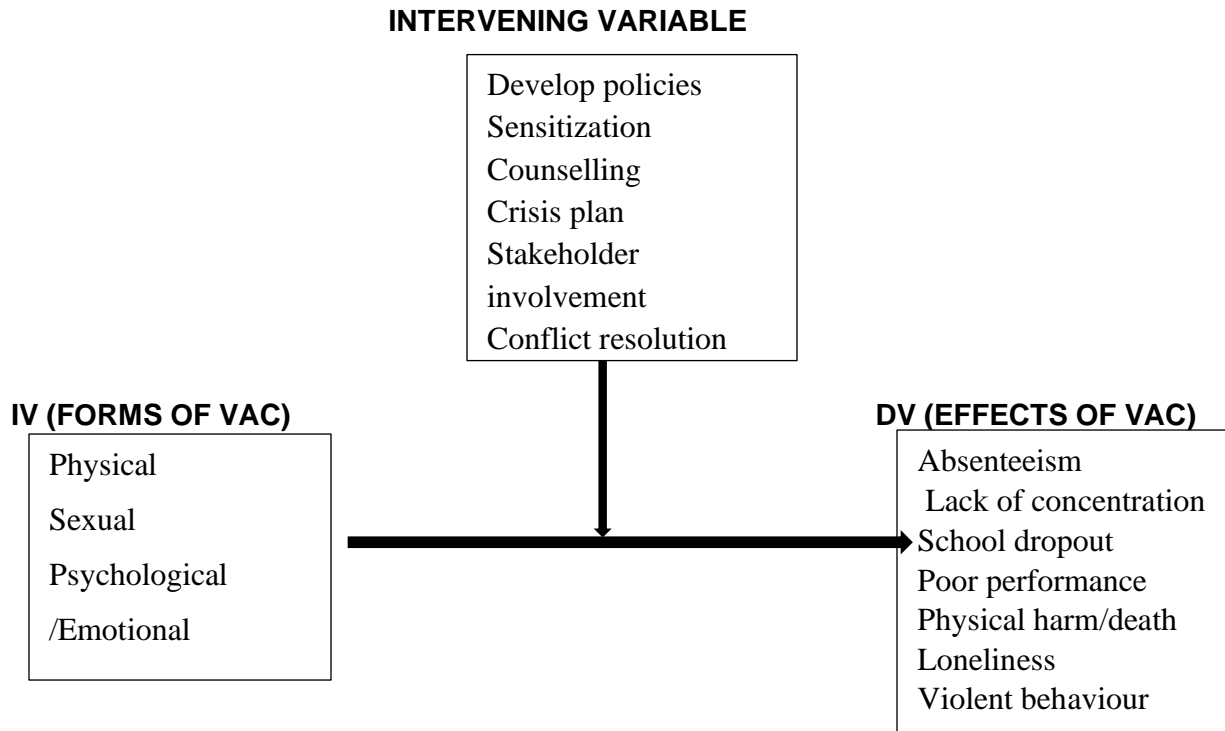 INTERVENING VARIABLE
Develop policies
Sensitization
Counselling
Crisis plan
Stakeholder
involvement
Conflict resolution
IV (FORMS OF VAC)
Physical
Sexual
Psychological
/Emotional
DV (EFFECTS OF VAC)
Absenteeism
Lack of concentration
School dropout
Poor performance
Physical harm/death
Loneliness
Violent behaviour